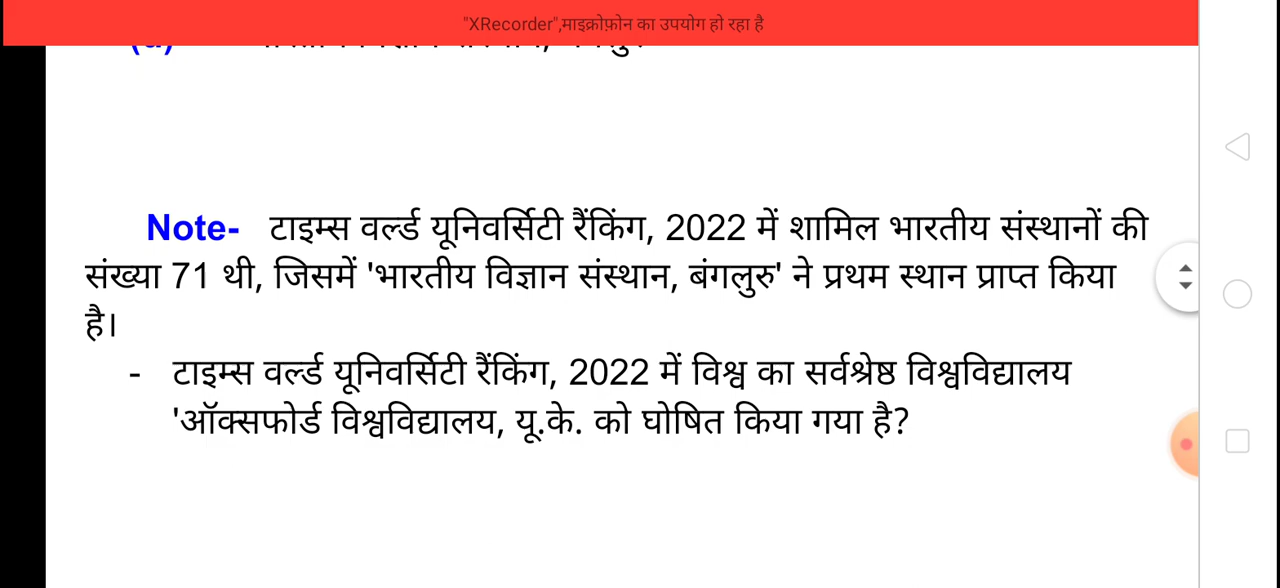 "XRecorder",माइक्रोफ़ोन का उपयोग हो रहा है
Note- टाइम्स वर्ल्ड यूनिवर्सिटी रैंकिंग, 2022 में शामिल भारतीय संस्थानों की
संख्या 71 थी, जिसमें 'भारतीय विज्ञान संस्थान, बंगलुरु' ने प्रथम स्थान प्राप्त किया
है।
- टाइम्स वर्ल्ड यूनिवर्सिटी रैंकिंग, 2022 में विश्व का सर्वश्रेष्ठ विश्वविद्यालय
'ऑक्सफोर्ड विश्वविद्यालय, यू.के. को घोषित किया गया है?